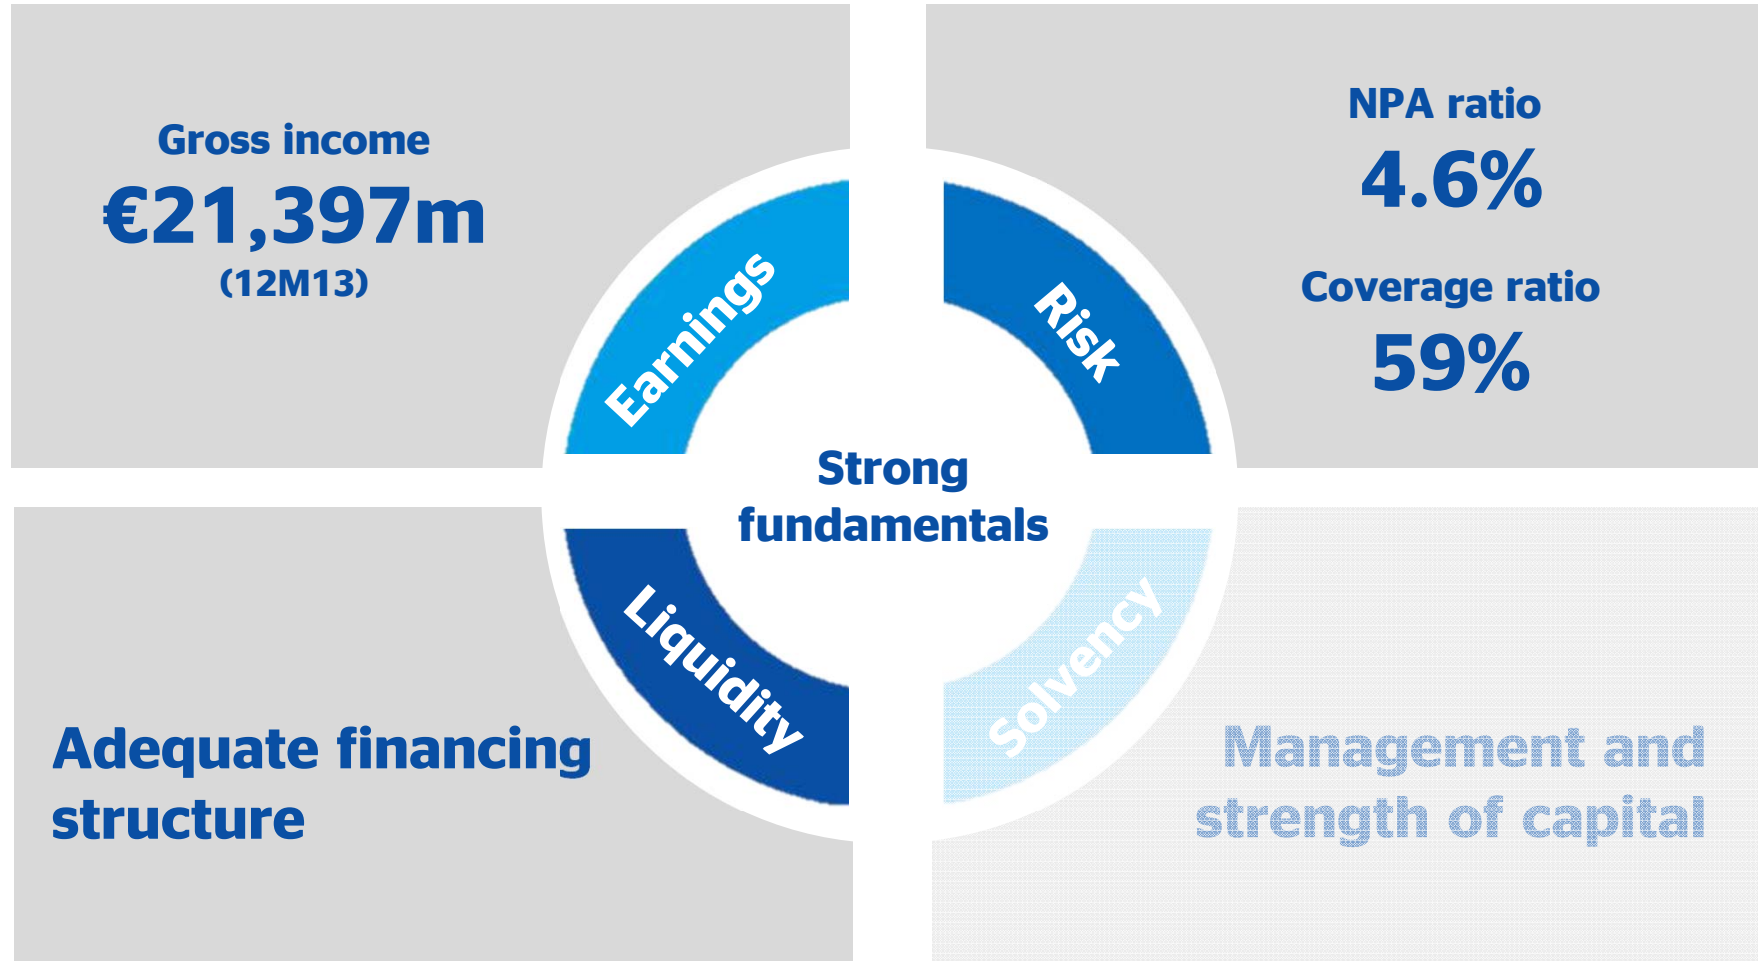 Gross income
€21,397m
(12M13)
Earnings
NPA ratio
4.6%
Coverage ratio
59%
Risk
Strong
fundamentals
Liquidity
Adequate financing
structure
Solvency
Management and
strength of capital